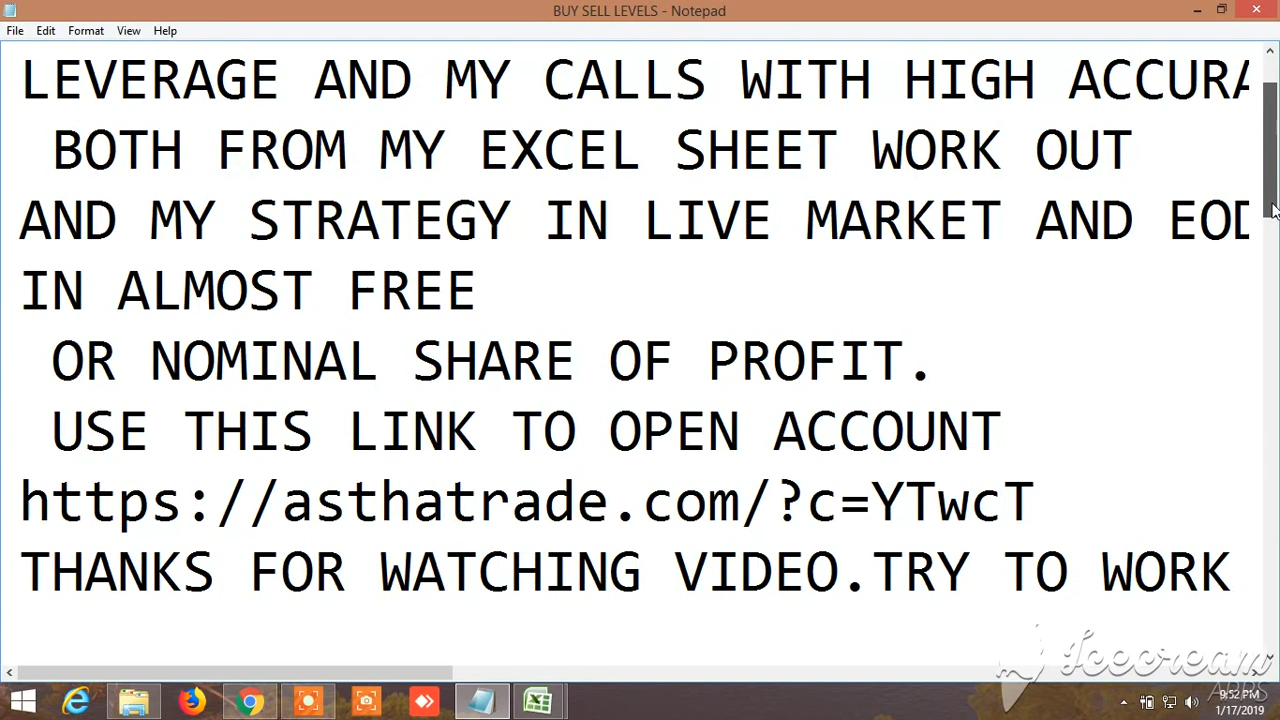 BUY SELL LEVELS - Notepad
File Edit Format View Help
LEVERAGE AND MY CALLS WITH HIGH ACCURA
BOTH FROM MY EXCEL SHEET WORK OUT
AND MY STRATEGY IN LIVE MARKET AND EOD
IN ALMOST FREE
OR NOMINAL SHARE OF PROFIT.
USE THIS LINK TO OPEN ACCOUNT
https://asthatrade.com/?c=YTwcT
THANKS FOR WATCHING VIDEO.TRY TO WORK
Icecream
APPS
9:52 PM
1/17/2019